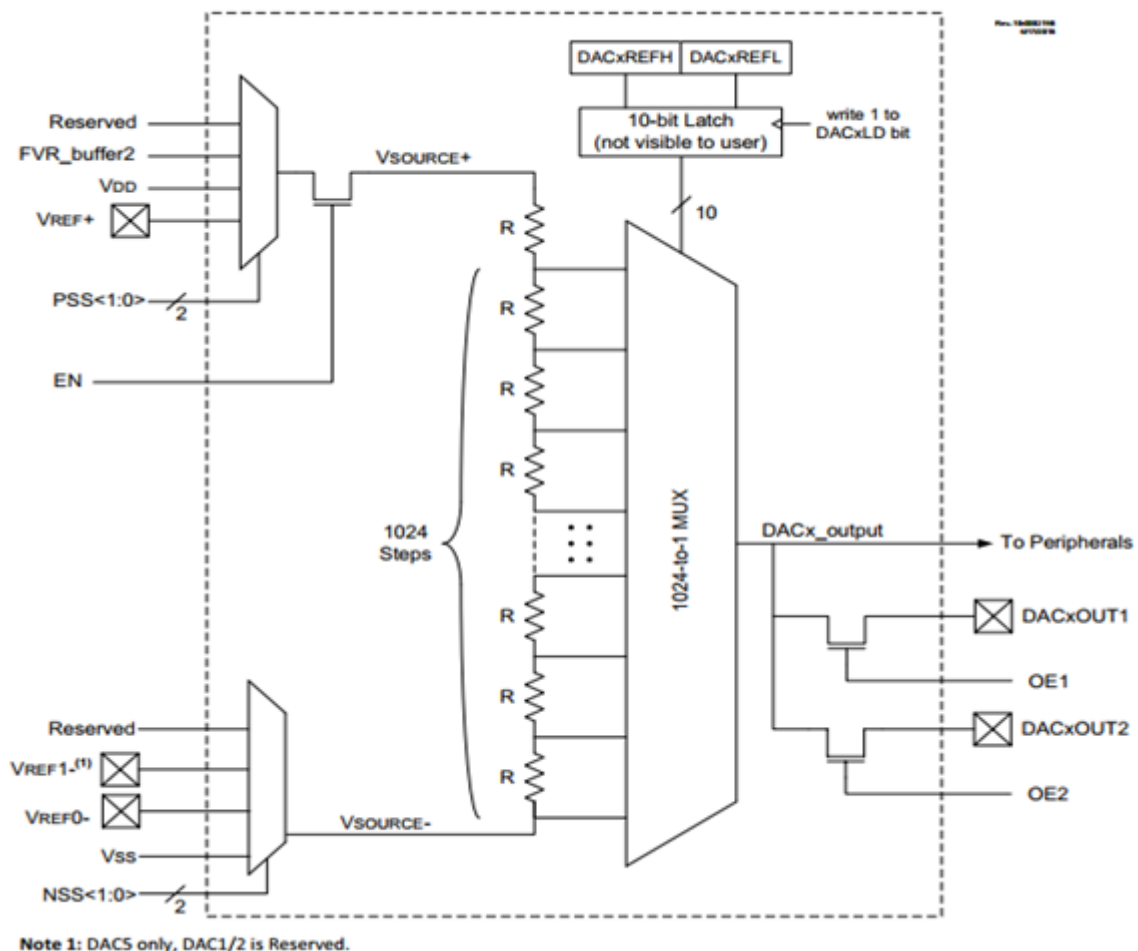 DACxREFH DACxREFL
10-bit Latch
(not visible to user)
write 1 to
DACxLD bit
10
Reserved
FVR_buffer2
VDD
VREF+
PSS<1:0>
2
EN
VSOURCE+
R
R
R
R
1024
Steps
R
R
R
1024-to-1 MUX
DACx_output
To Peripherals
DACxOUT1
OE1
DACxOUT2
OE2
Reserved
VREF1-(1)
VREF0-
VSS
NSS<1:0>
2
VSOURCE-
Note 1: DAC5 only, DAC1/2 is Reserved.